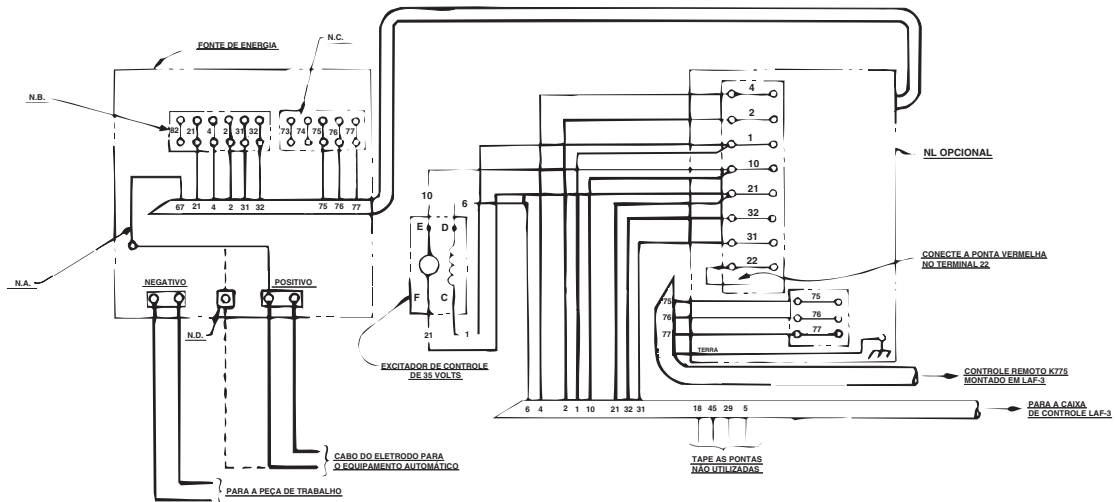 FONTE DE ENERGIA
N.C.
N.B.
82 21 4 2 31 32
73 74 75 76 77
67 21 4 2 31 32 75 76 77
N.A.
NEGATIVO
POSITIVO
N.D.
10
6
E D
F C
21
1
EXCITADOR DE CONTROLE
DE 35 VOLTS
4
2
1
10
21
32
31
22
NL OPCIONAL
CONECTE A PONTA VERMELHA
NO TERMINAL 22
75
76
77
75
76
77
TERRA
CONTROLE REMOTO K775
MONTADO EM LAF-3
6 4 2 1 10 21 32 31 18 45 29 5
PARA A CAIXA
DE CONTROLE LAF-3
TAPE AS PONTAS
NÃO UTILIZADAS
CABO DO ELETRODO PARA
O EQUIPAMENTO AUTOMÁTICO
PARA A PEÇA DE TRABALHO